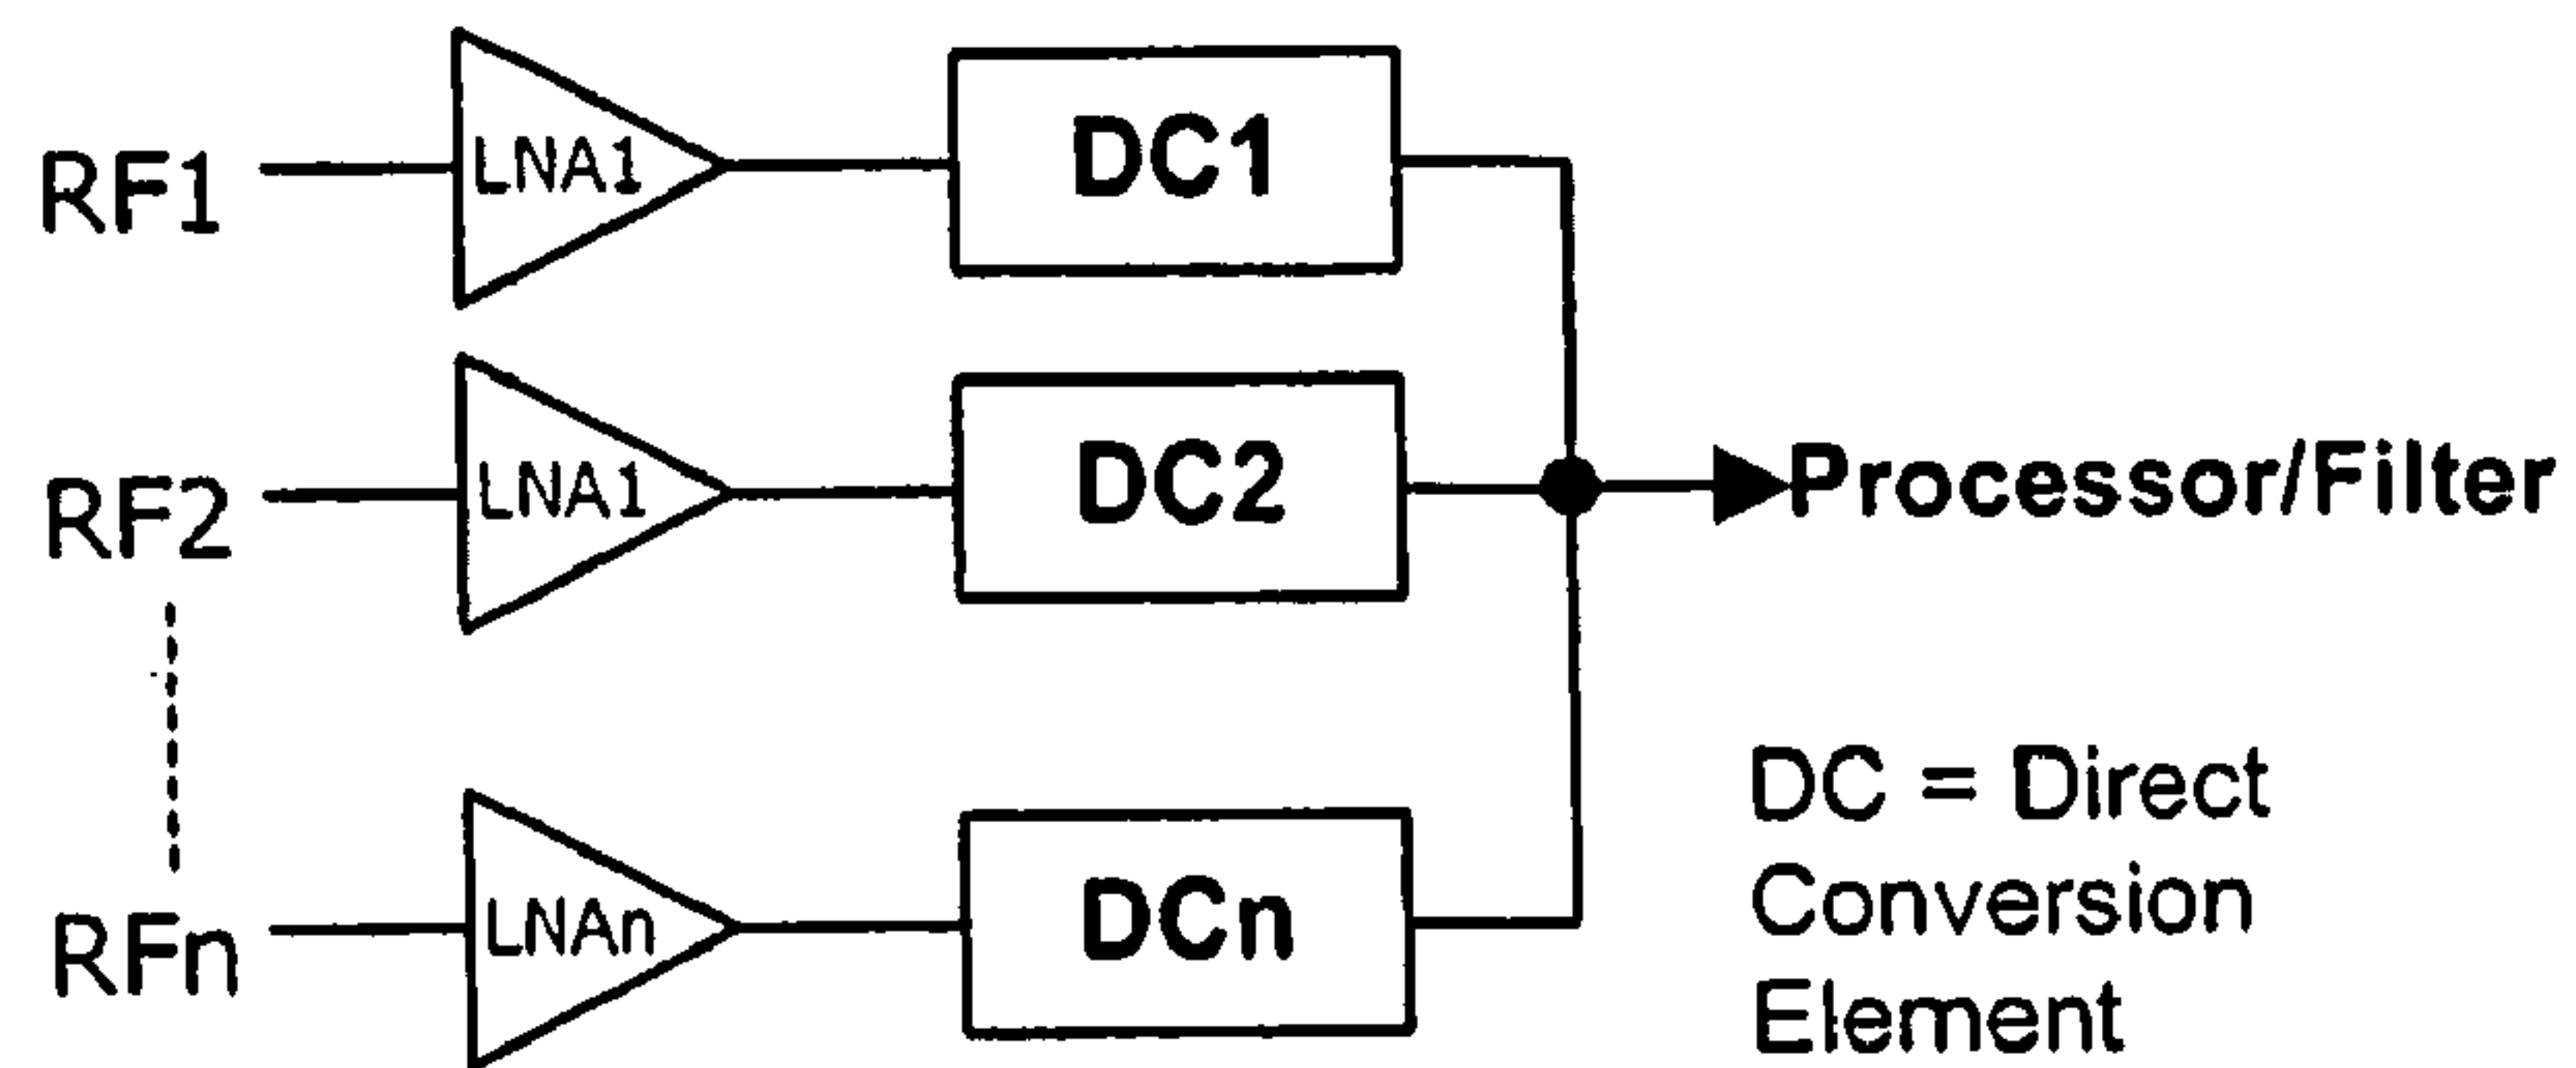 RF1
LNA1
DC1
RF2
LNA1
DC2
Processor/Filter
RFn
LNAn
DCn
DC = Direct
Conversion
Element